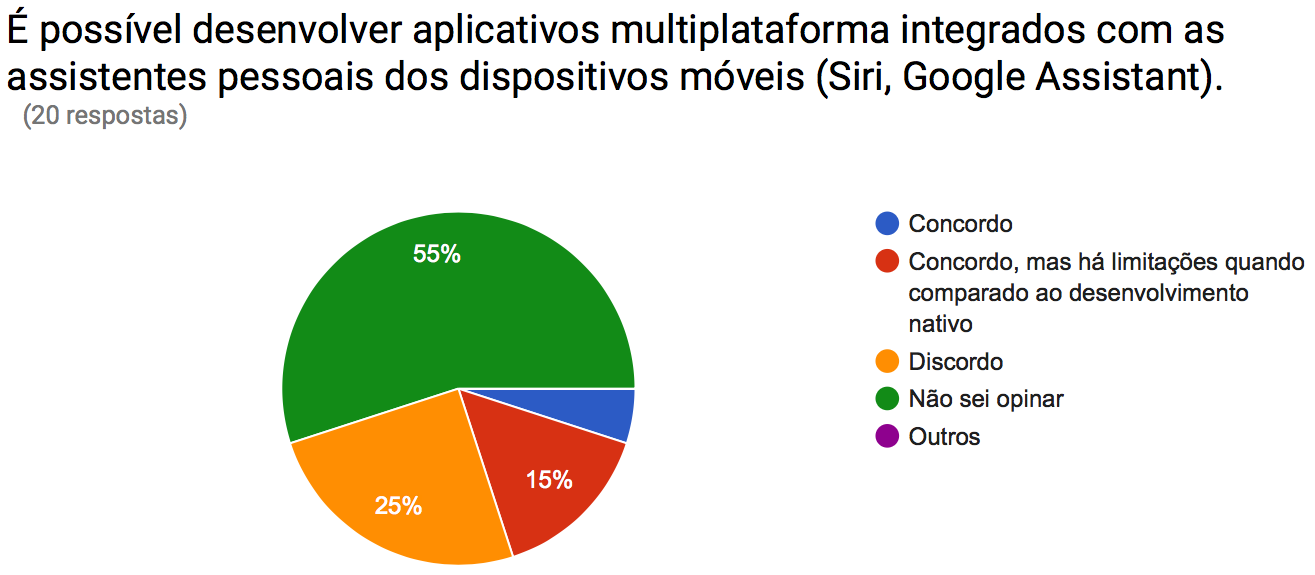 É possível desenvolver aplicativos multiplataforma integrados com as
assistentes pessoais dos dispositivos móveis (Siri, Google Assistant).
(20 respostas)
55%
25%
15%
Concordo
Concordo, mas há limitações quando
comparado ao desenvolvimento
nativo
Discordo
Não sei opinar
Outros